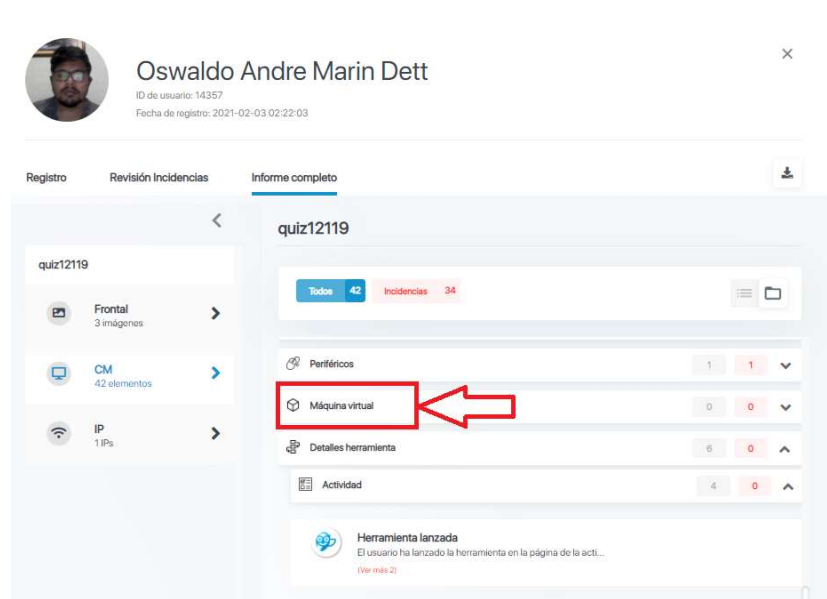 Oswaldo Andre Marin Dett
ID de usuario: 14357
Fecha de registro: 2021-02-03 02:22:03
Registro
Revisión Incidencias
Informe completo
quiz12119
Frontal
3 imágenes
CM
42 elementos
IP
1 IPs
quiz12119
Todos 42 Incidencias 34
Periféricos 1 1
Máquina virtual 0 0
Detalles herramienta 6 0
Actividad 4 0
Herramienta lanzada
El usuario ha lanzado la herramienta en la página de la acti...
(Ver más 2)